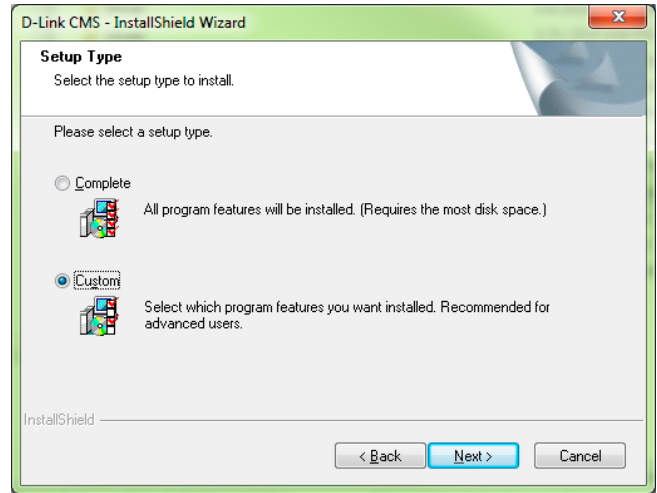 D-Link CMS - InstallShield Wizard
Setup Type
Select the setup type to install.
Please select a setup type.
Complete
All program features will be installed. (Requires the most disk space.)
Custom
Select which program features you want installed. Recommended for
advanced users.
InstallShield
< Back
Next >
Cancel